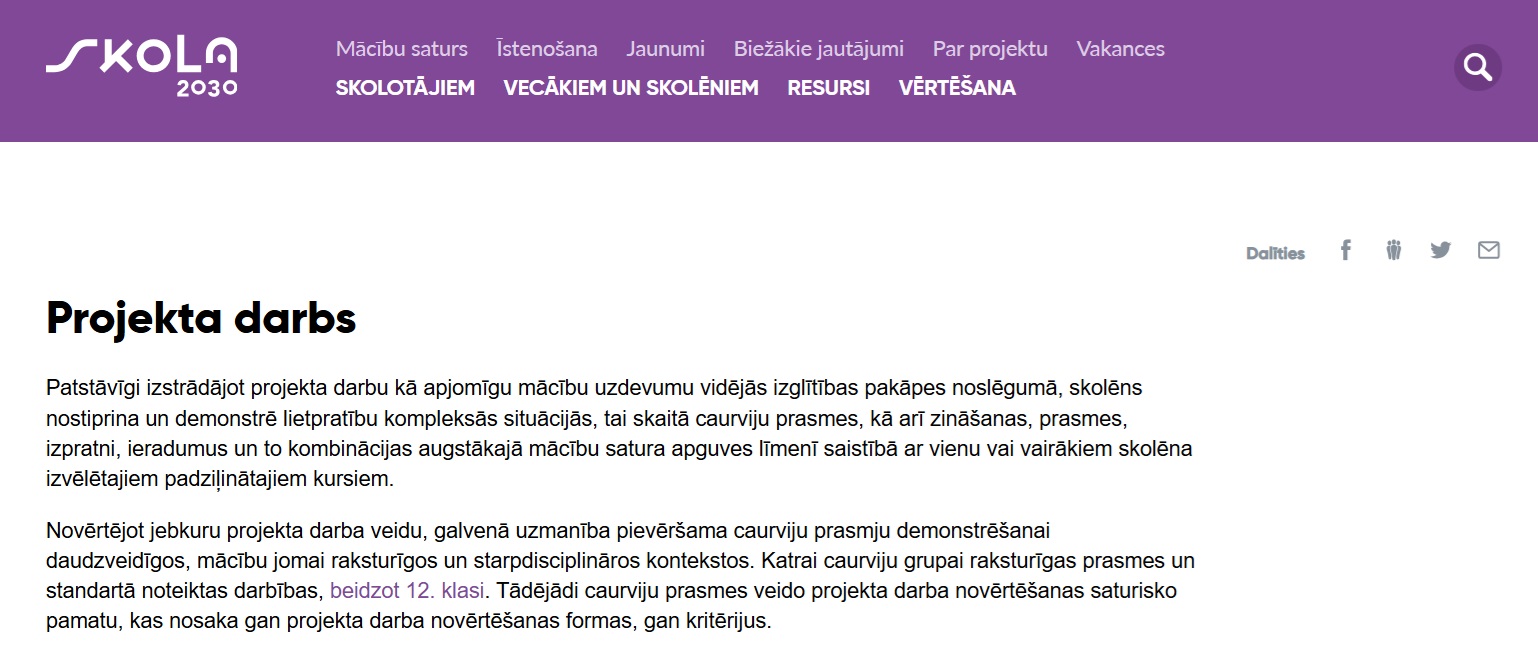 SKOLA
2030
Mācību saturs Īstenošana Jaunumi Biežākie jautājumi Par projektu Vakances
SKOLOTĀJIEM VECĀKIEM UN SKOLĒNIEM RESURSI VĒRTĒŠANA
Dalīties
Projekta darbs
Patstāvīgi izstrādājot projekta darbu kā apjomīgu mācību uzdevumu vidējās izglītības pakāpes noslēgumā, skolēns
nostiprina un demonstrē lietpratību kompleksās situācijās, tai skaitā caurviju prasmes, kā arī zināšanas, prasmes,
izpratni, ieradumus un to kombinācijas augstākajā mācību satura apguves līmenī saistībā ar vienu vai vairākiem skolēna
izvēlētajiem padziļinātajiem kursiem.
Novērtējot jebkuru projekta darba veidu, galvenā uzmanība pievēršama caurviju prasmju demonstrēšanai
daudzveidīgos, mācību jomai raksturīgos un starpdisciplināros kontekstos. Katrai caurviju grupai raksturīgas prasmes un
standartā noteiktas darbības, beidzot 12. klasi. Tādējādi caurviju prasmes veido projekta darba novērtēšanas saturisko
pamatu, kas nosaka gan projekta darba novērtēšanas formas, gan kritērijus.